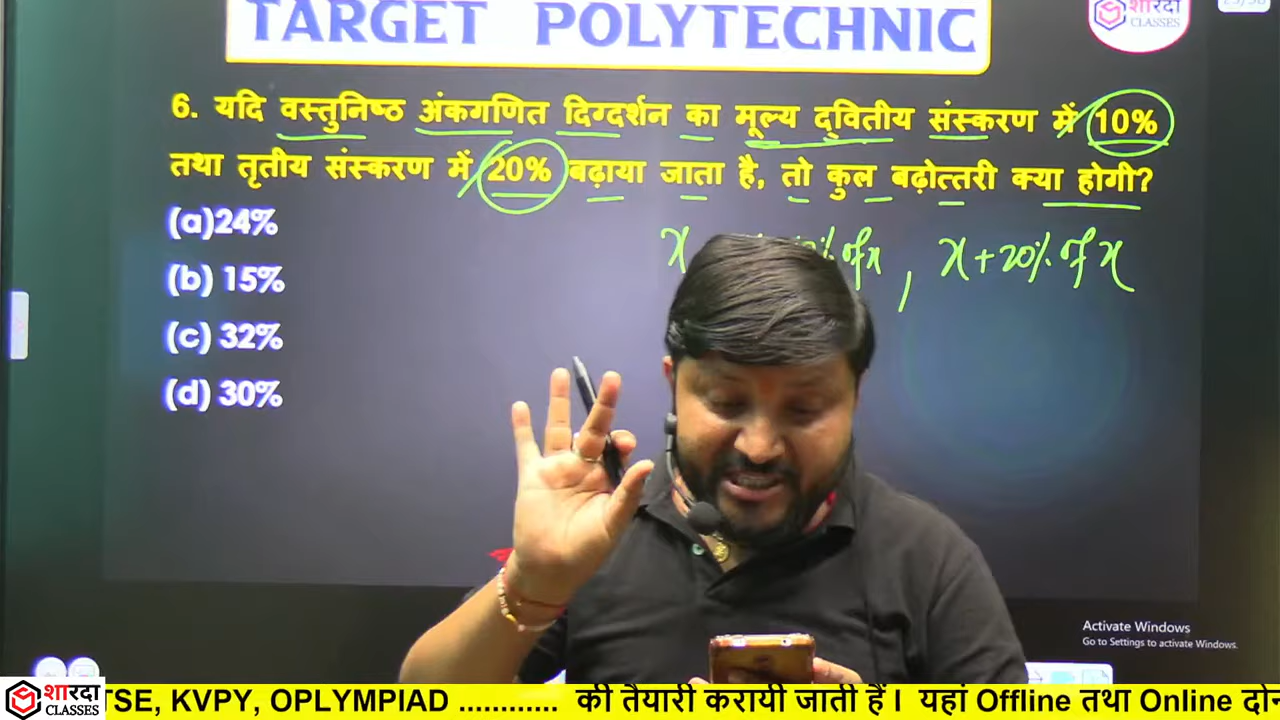 TARGET POLYTECHNIC
शारदा
CLASSES
6. यदि वस्तुनिष्ठ अंकगणित दिग्दर्शन का मूल्य द्वितीय संस्करण में 10%
तथा तृतीय संस्करण में 20% बढ़ाया जाता है, तो कुल बढ़ोत्तरी क्या होगी?
(a)24%
(b) 15%
(c) 32%
(d) 30%
x % of x , x + 20% of x
Activate Windows
Go to Settings to activate Windows.
शारदा
CLASSES
TSE, KVPY, OPLYMPIAD ............ की तैयारी करायी जाती हैं I यहां Offline तथा Online